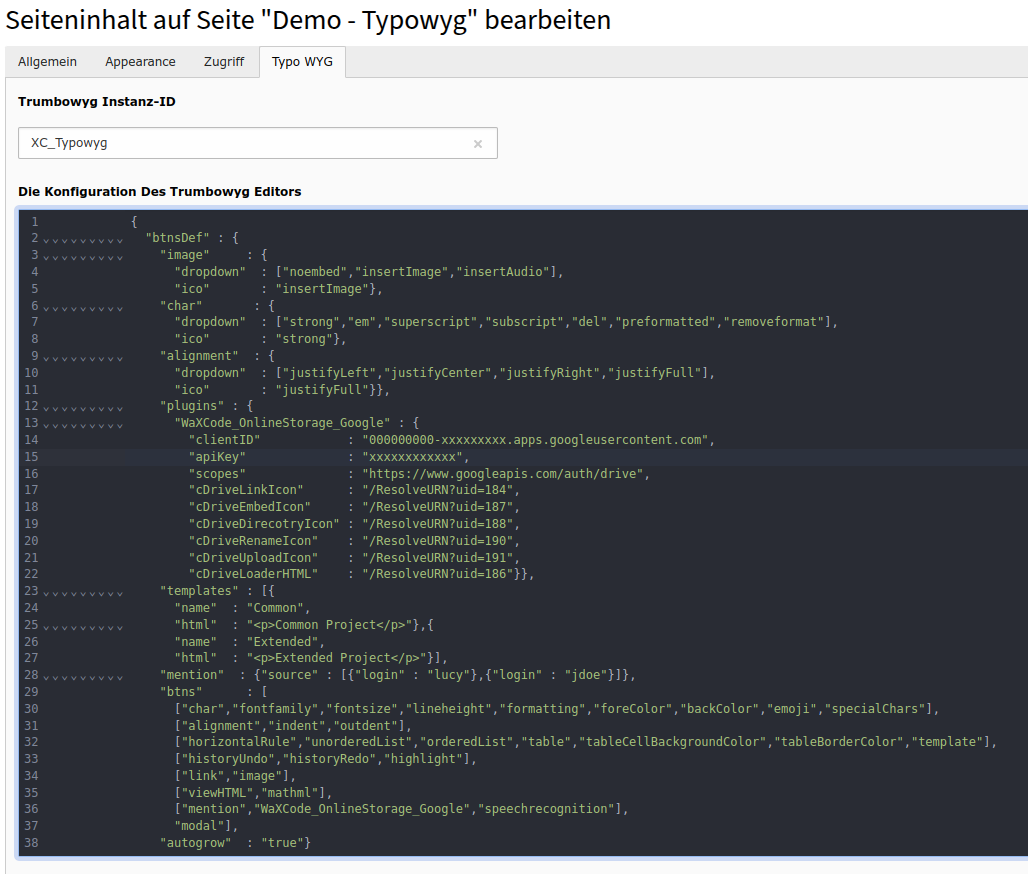 Seiteninhalt auf Seite "Demo - Typowyg" bearbeiten
Allgemein Appearance Zugriff Typo WYG
Trumbowyg Instanz-ID
XC_Typowyg ×
Die Konfiguration Des Trumbowyg Editors
1 {
2 "btnsDef" : {
3 "image" : {
4 "dropdown" : ["noembed","insertImage","insertAudio"],
5 "ico" : "insertImage"},
6 "char" : {
7 "dropdown" : ["strong","em","superscript","subscript","del","preformatted","removeformat"],
8 "ico" : "strong"},
9 "alignment" : {
10 "dropdown" : ["justifyLeft","justifyCenter","justifyRight","justifyFull"],
11 "ico" : "justifyFull"}},
12 "plugins" : {
13 "WaXCode_OnlineStorage_Google" : {
14 "clientID" : "000000000-xxxxxxxxx.apps.googleusercontent.com",
15 "apiKey" : "xxxxxxxxxxxx",
16 "scopes" : "https://www.googleapis.com/auth/drive",
17 "cDriveLinkIcon" : "/ResolveURN?uid=184",
18 "cDriveEmbedIcon" : "/ResolveURN?uid=187",
19 "cDriveDirecotryIcon" : "/ResolveURN?uid=188",
20 "cDriveRenameIcon" : "/ResolveURN?uid=190",
21 "cDriveUploadIcon" : "/ResolveURN?uid=191",
22 "cDriveLoaderHTML" : "/ResolveURN?uid=186"}},
23 "templates" : [{
24 "name" : "Common",
25 "html" : "<p>Common Project</p>"},{
26 "name" : "Extended",
27 "html" : "<p>Extended Project</p>"}],
28 "mention" : {"source" : [{"login" : "lucy"},{"login" : "jdoe"}]},
29 "btns" : [
30 ["char","fontfamily","fontsize","lineheight","formatting","foreColor","backColor","emoji","specialChars"],
31 ["alignment","indent","outdent"],
32 ["horizontalRule","unorderedList","orderedList","table","tableCellBackgroundColor","tableBorderColor","template"],
33 ["historyUndo","historyRedo","highlight"],
34 ["link","image"],
35 ["viewHTML","mathml"],
36 ["mention","WaXCode_OnlineStorage_Google","speechrecognition"],
37 "modal"],
38 "autogrow" : "true"}